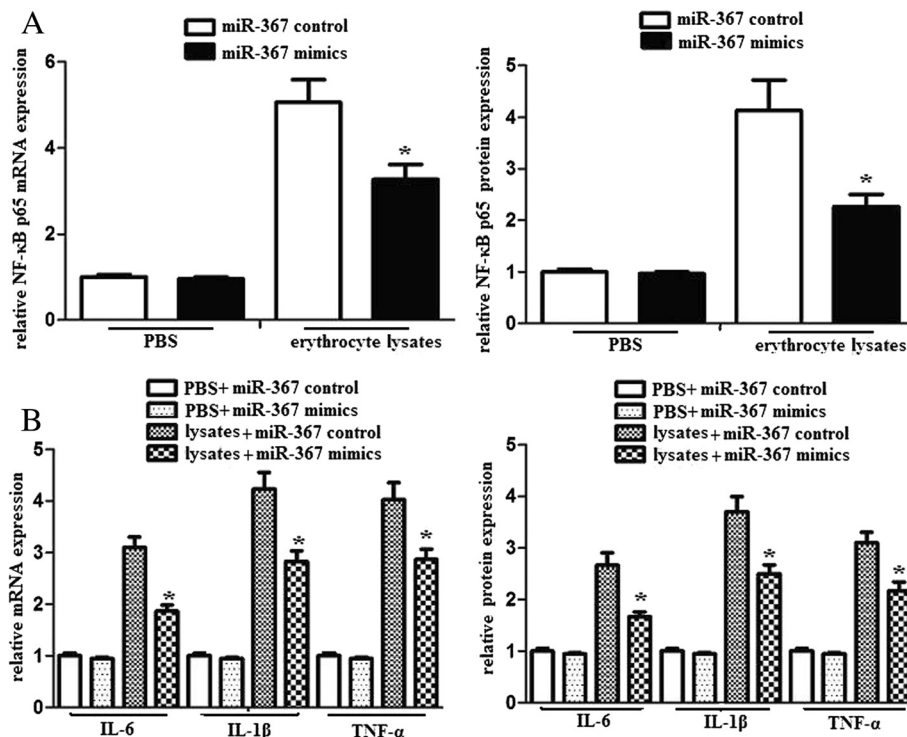 A
miR-367 control
miR-367 mimics
relative NF-κB p65 mRNA expression
6
4
2
0
PBS
erythrocyte lysates
*
miR-367 control
miR-367 mimics
relative NF-κB p65 protein expression
5
4
3
2
1
0
PBS
erythrocyte lysates
*
B
PBS+miR-367 control
PBS+miR-367 mimics
lysates+miR-367 control
lysates+miR-367 mimics
relative mRNA expression
5
4
3
2
1
0
*
*
*
IL-6
IL-1β
TNF-α
PBS+miR-367 control
PBS+miR-367 mimics
lysates+miR-367 control
lysates+miR-367 mimics
relative protein expression
5
4
3
2
1
0
*
*
*
IL-6
IL-1β
TNF-α